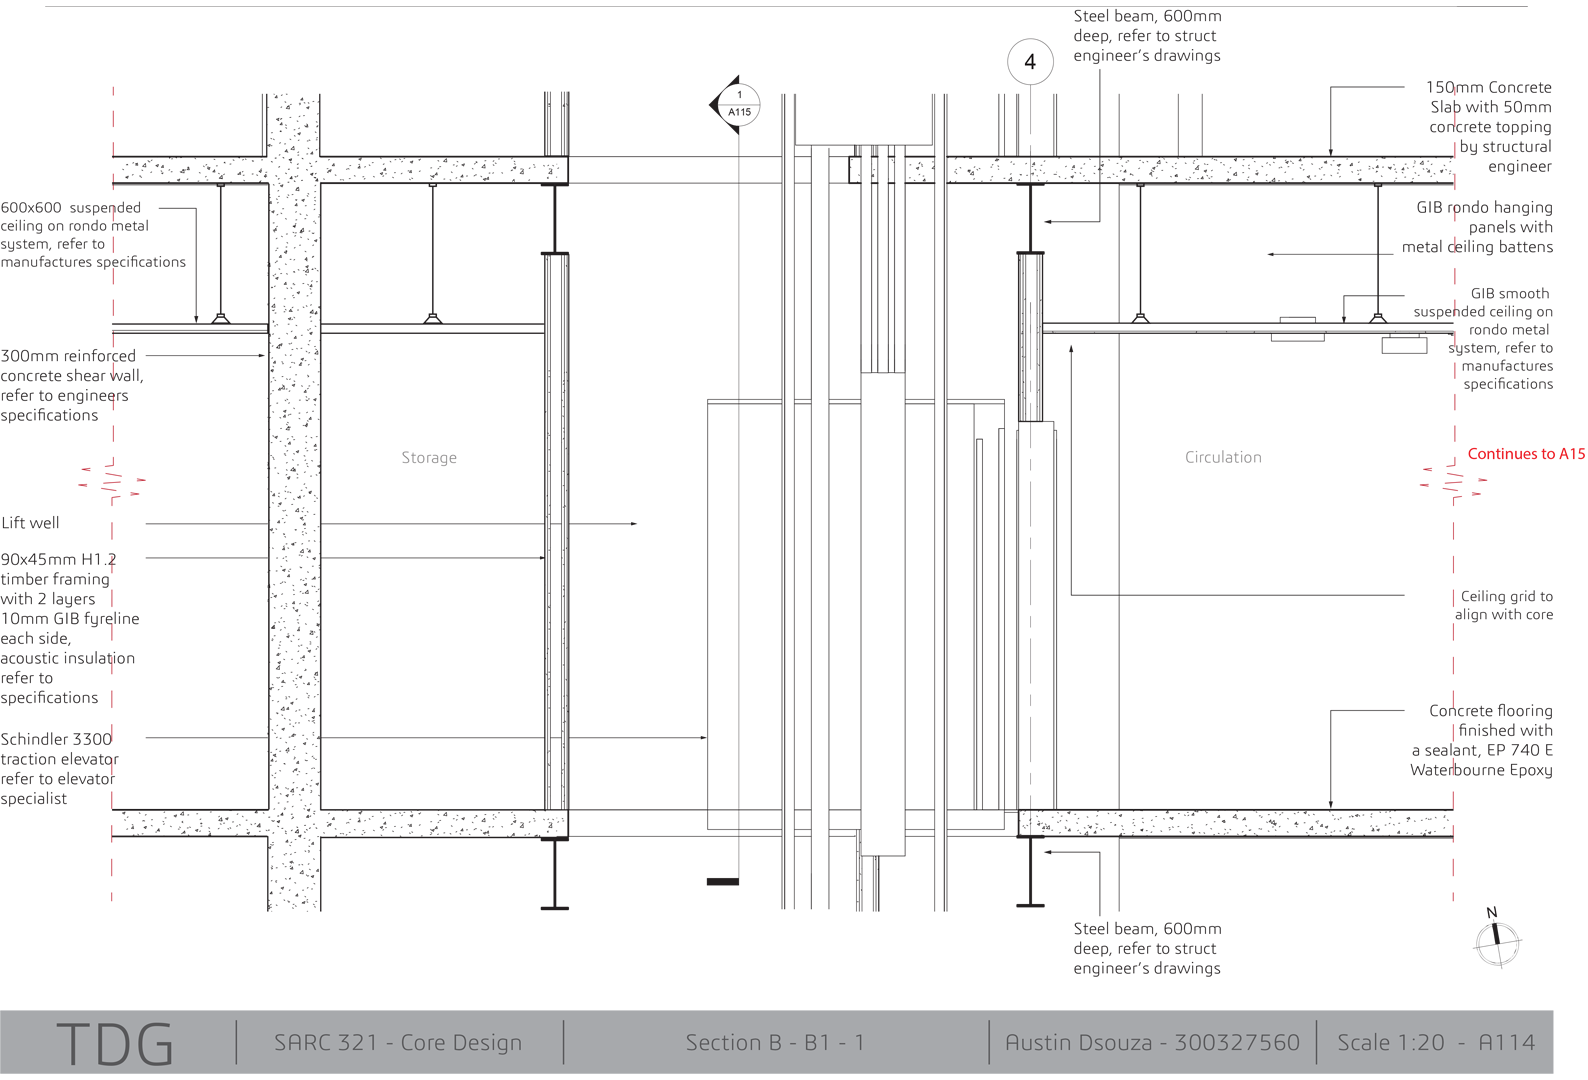 Steel beam, 600mm
deep, refer to struct
engineer's drawings
4
1
A115
150mm Concrete
Slab with 50mm
concrete topping
by structural
engineer
600x600 suspended
ceiling on rondo metal
system, refer to
manufactures specifications
GIB rondo hanging
panels with
metal ceiling battens
GIB smooth
suspended ceiling on
rondo metal
system, refer to
manufactures
specifications
300mm reinforced
concrete shear wall,
refer to engineers
specifications
Storage
Circulation
Continues to A15
Lift well
90x45mm H1.2
timber framing
with 2 layers
10mm GIB fyreline
each side,
acoustic insulation
refer to
specifications
Ceiling grid to
align with core
Schindler 3300
traction elevator
refer to elevator
specialist
Concrete flooring
finished with
a sealant, EP 740 E
Waterbourne Epoxy
Steel beam, 600mm
deep, refer to struct
engineer's drawings
N
TDG
SARC 321 - Core Design
Section B - B1 - 1
Austin Dsouza - 300327560
Scale 1:20 - A114